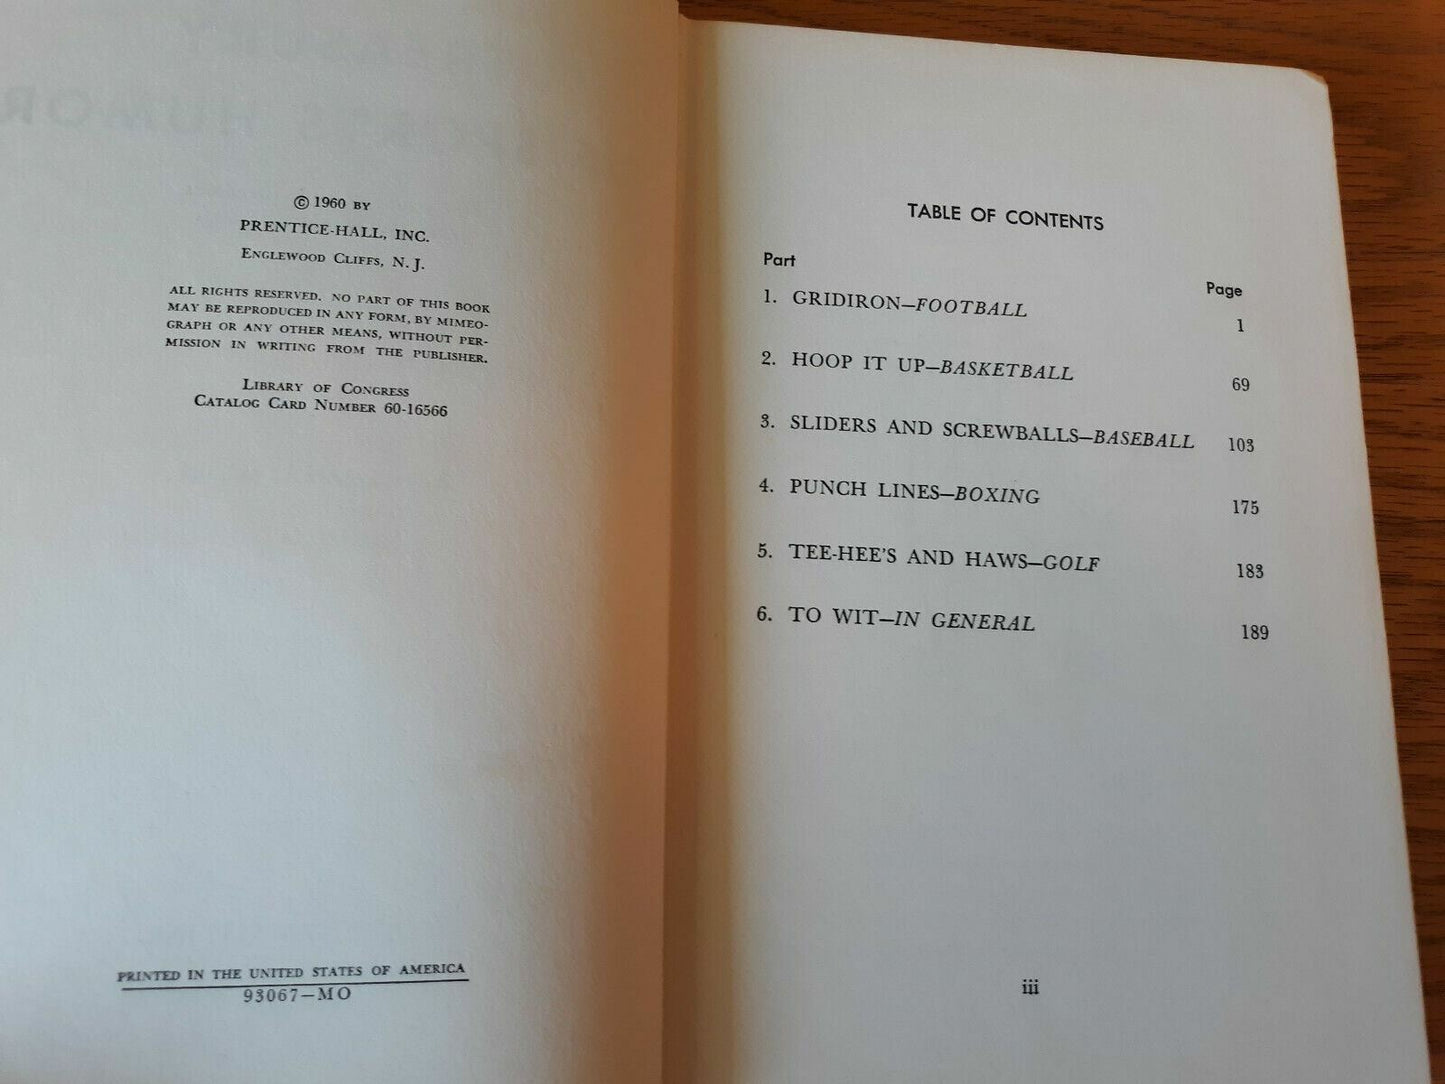 © 1960 BY
PRENTICE-HALL, INC.
ENGLEWOOD CLIFFS, N. J.
ALL RIGHTS RESERVED. NO PART OF THIS BOOK
MAY BE REPRODUCED IN ANY FORM, BY MIMEO-
GRAPH OR ANY OTHER MEANS, WITHOUT PER-
MISSION IN WRITING FROM THE PUBLISHER.
LIBRARY OF CONGRESS
CATALOG CARD NUMBER 60-16566
PRINTED IN THE UNITED STATES OF AMERICA
93067—MO
TABLE OF CONTENTS
Part Page
1. GRIDIRON—FOOTBALL 1
2. HOOP IT UP—BASKETBALL 69
3. SLIDERS AND SCREWBALLS—BASEBALL 103
4. PUNCH LINES—BOXING 175
5. TEE-HEE'S AND HAWS—GOLF 183
6. TO WIT—IN GENERAL 189
iii